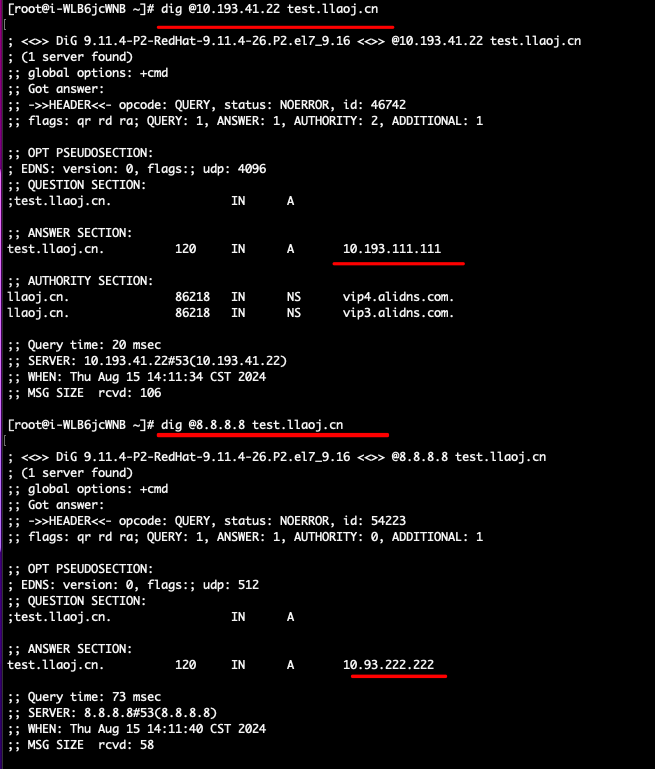 [root@i-WLB6jcWNB ~]# dig @10.193.41.22 test.llaoj.cn
; <<>> DiG 9.11.4-P2-RedHat-9.11.4-26.P2.el7_9.16 <<>> @10.193.41.22 test.llaoj.cn
; (1 server found)
;; global options: +cmd
;; Got answer:
;; ->>HEADER<<- opcode: QUERY, status: NOERROR, id: 46742
;; flags: qr rd ra; QUERY: 1, ANSWER: 1, AUTHORITY: 2, ADDITIONAL: 1
;; OPT PSEUDOSECTION:
; EDNS: version: 0, flags:; udp: 4096
;; QUESTION SECTION:
;test.llaoj.cn. IN A
;; ANSWER SECTION:
test.llaoj.cn. 120 IN A 10.193.111.111
;; AUTHORITY SECTION:
llaoj.cn. 86218 IN NS vip4.alidns.com.
llaoj.cn. 86218 IN NS vip3.alidns.com.
;; Query time: 20 msec
;; SERVER: 10.193.41.22#53(10.193.41.22)
;; WHEN: Thu Aug 15 14:11:34 CST 2024
;; MSG SIZE rcvd: 106
[root@i-WLB6jcWNB ~]# dig @8.8.8.8 test.llaoj.cn
; <<>> DiG 9.11.4-P2-RedHat-9.11.4-26.P2.el7_9.16 <<>> @8.8.8.8 test.llaoj.cn
; (1 server found)
;; global options: +cmd
;; Got answer:
;; ->>HEADER<<- opcode: QUERY, status: NOERROR, id: 54223
;; flags: qr rd ra; QUERY: 1, ANSWER: 1, AUTHORITY: 0, ADDITIONAL: 1
;; OPT PSEUDOSECTION:
; EDNS: version: 0, flags:; udp: 512
;; QUESTION SECTION:
;test.llaoj.cn. IN A
;; ANSWER SECTION:
test.llaoj.cn. 120 IN A 10.93.222.222
;; Query time: 73 msec
;; SERVER: 8.8.8.8#53(8.8.8.8)
;; WHEN: Thu Aug 15 14:11:40 CST 2024
;; MSG SIZE rcvd: 58